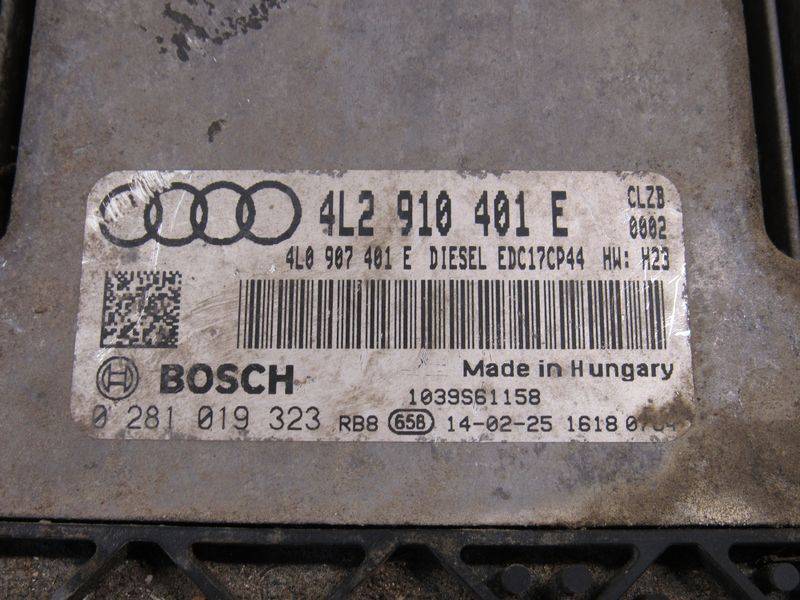 4L2 910 401 E CLZB
0002
4L0 907 401 E DIESEL EDC17CP44 HW: H23
BOSCH Made in Hungary
1039S61158
0 281 019 323 RB8 658 14-02-25 1618